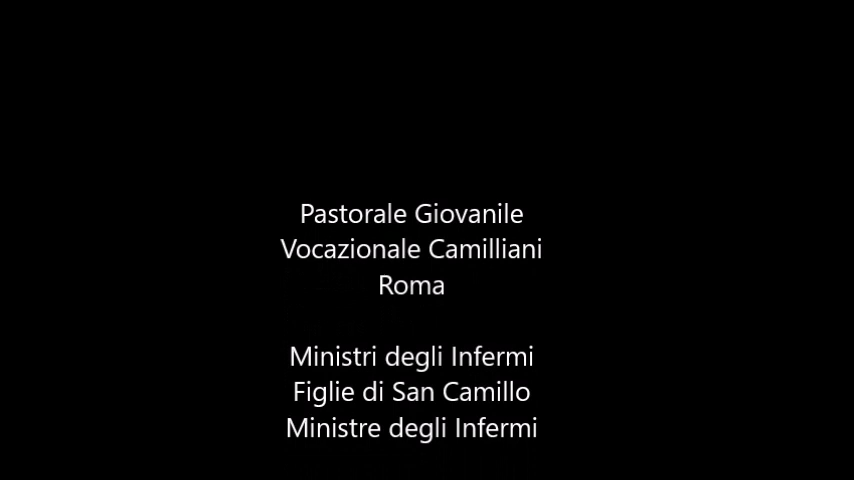 Pastorale Giovanile
Vocazionale Camilliani
Roma
Ministri degli Infermi
Figlie di San Camillo
Ministre degli Infermi